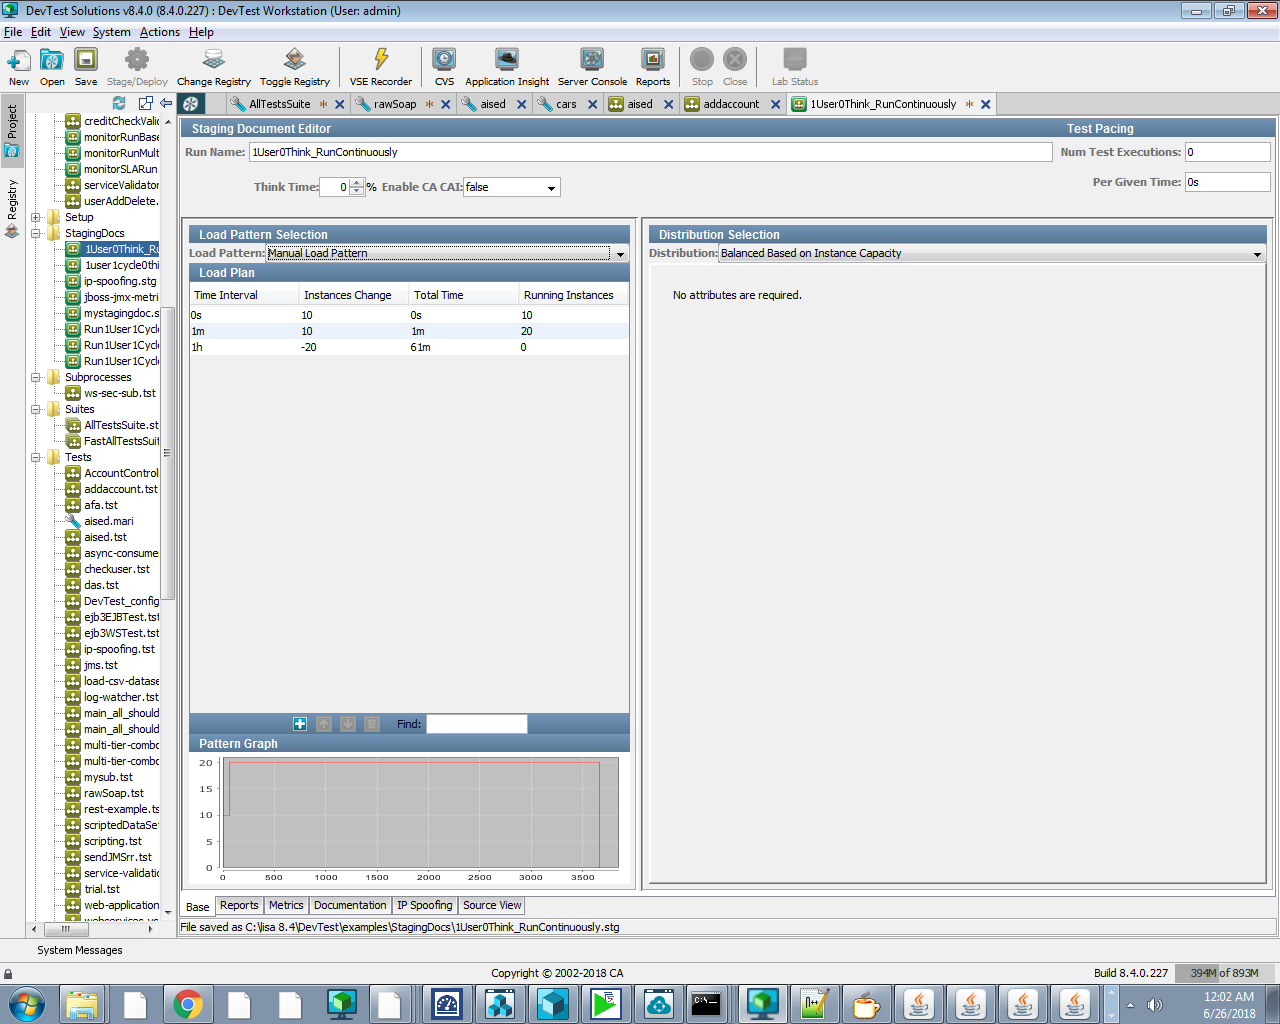 DevTest Solutions v8.4.0 (8.4.0.227) : DevTest Workstation (User: admin)
File Edit View System Actions Help
New Open Save Stage/Deploy Change Registry Toggle Registry VSE Recorder CVS Application Insight Server Console Reports Stop Close Lab Status
AllTestsSuite * rawSoap * aised cars aised addaccount 1User0Think_RunContinuously *
Project
Registry
creditCheckValic
monitorRunBase
monitorRunMult
monitorSLARun.
serviceValidator
userAddDelete.
Setup
StagingDocs
1User0Think_Ru
1user1cycle0thi
ip-spoofing.stg
jboss-jmx-metri
mystagingdoc.s
Run1User1Cycle
Run1User1Cycle
Run1User1Cycle
Subprocesses
ws-sec-sub.tst
Suites
AllTestsSuite.st
FastAllTestsSuit
Tests
AccountControl
addaccount.tst
afa.tst
aised.mari
aised.tst
async-consume
checkuser.tst
das.tst
DevTest_config
ejb3EJBTest.tst
ejb3WSTest.tst
ip-spoofing.tst
jms.tst
load-csv-datase
log-watcher.tst
main_all_should
main_all_should
multi-tier-combo
multi-tier-combo
mysub.tst
rawSoap.tst
rest-example.ts
scriptedDataSe
scripting.tst
sendJMSrr.tst
service-validatio
trial.tst
web-application
Staging Document Editor
Test Pacing
Run Name: 1User0Think_RunContinuously
Num Test Executions: 0
Think Time: 0 % Enable CA CAI: false
Per Given Time: 0s
Load Pattern Selection
Load Pattern: Manual Load Pattern
Load Plan
Time Interval Instances Change Total Time Running Instances
0s 10 0s 10
1m 10 1m 20
1h -20 61m 0
Find:
Pattern Graph
20
15
10
5
0
0 500 1000 1500 2000 2500 3000 3500
Distribution Selection
Distribution: Balanced Based on Instance Capacity
No attributes are required.
Base Reports Metrics Documentation IP Spoofing Source View
File saved as C:\lisa 8.4\DevTest\examples\StagingDocs\1User0Think_RunContinuously.stg
System Messages
Copyright © 2002-2018 CA
Build 8.4.0.227
394M of 893M
12:02 AM
6/26/2018